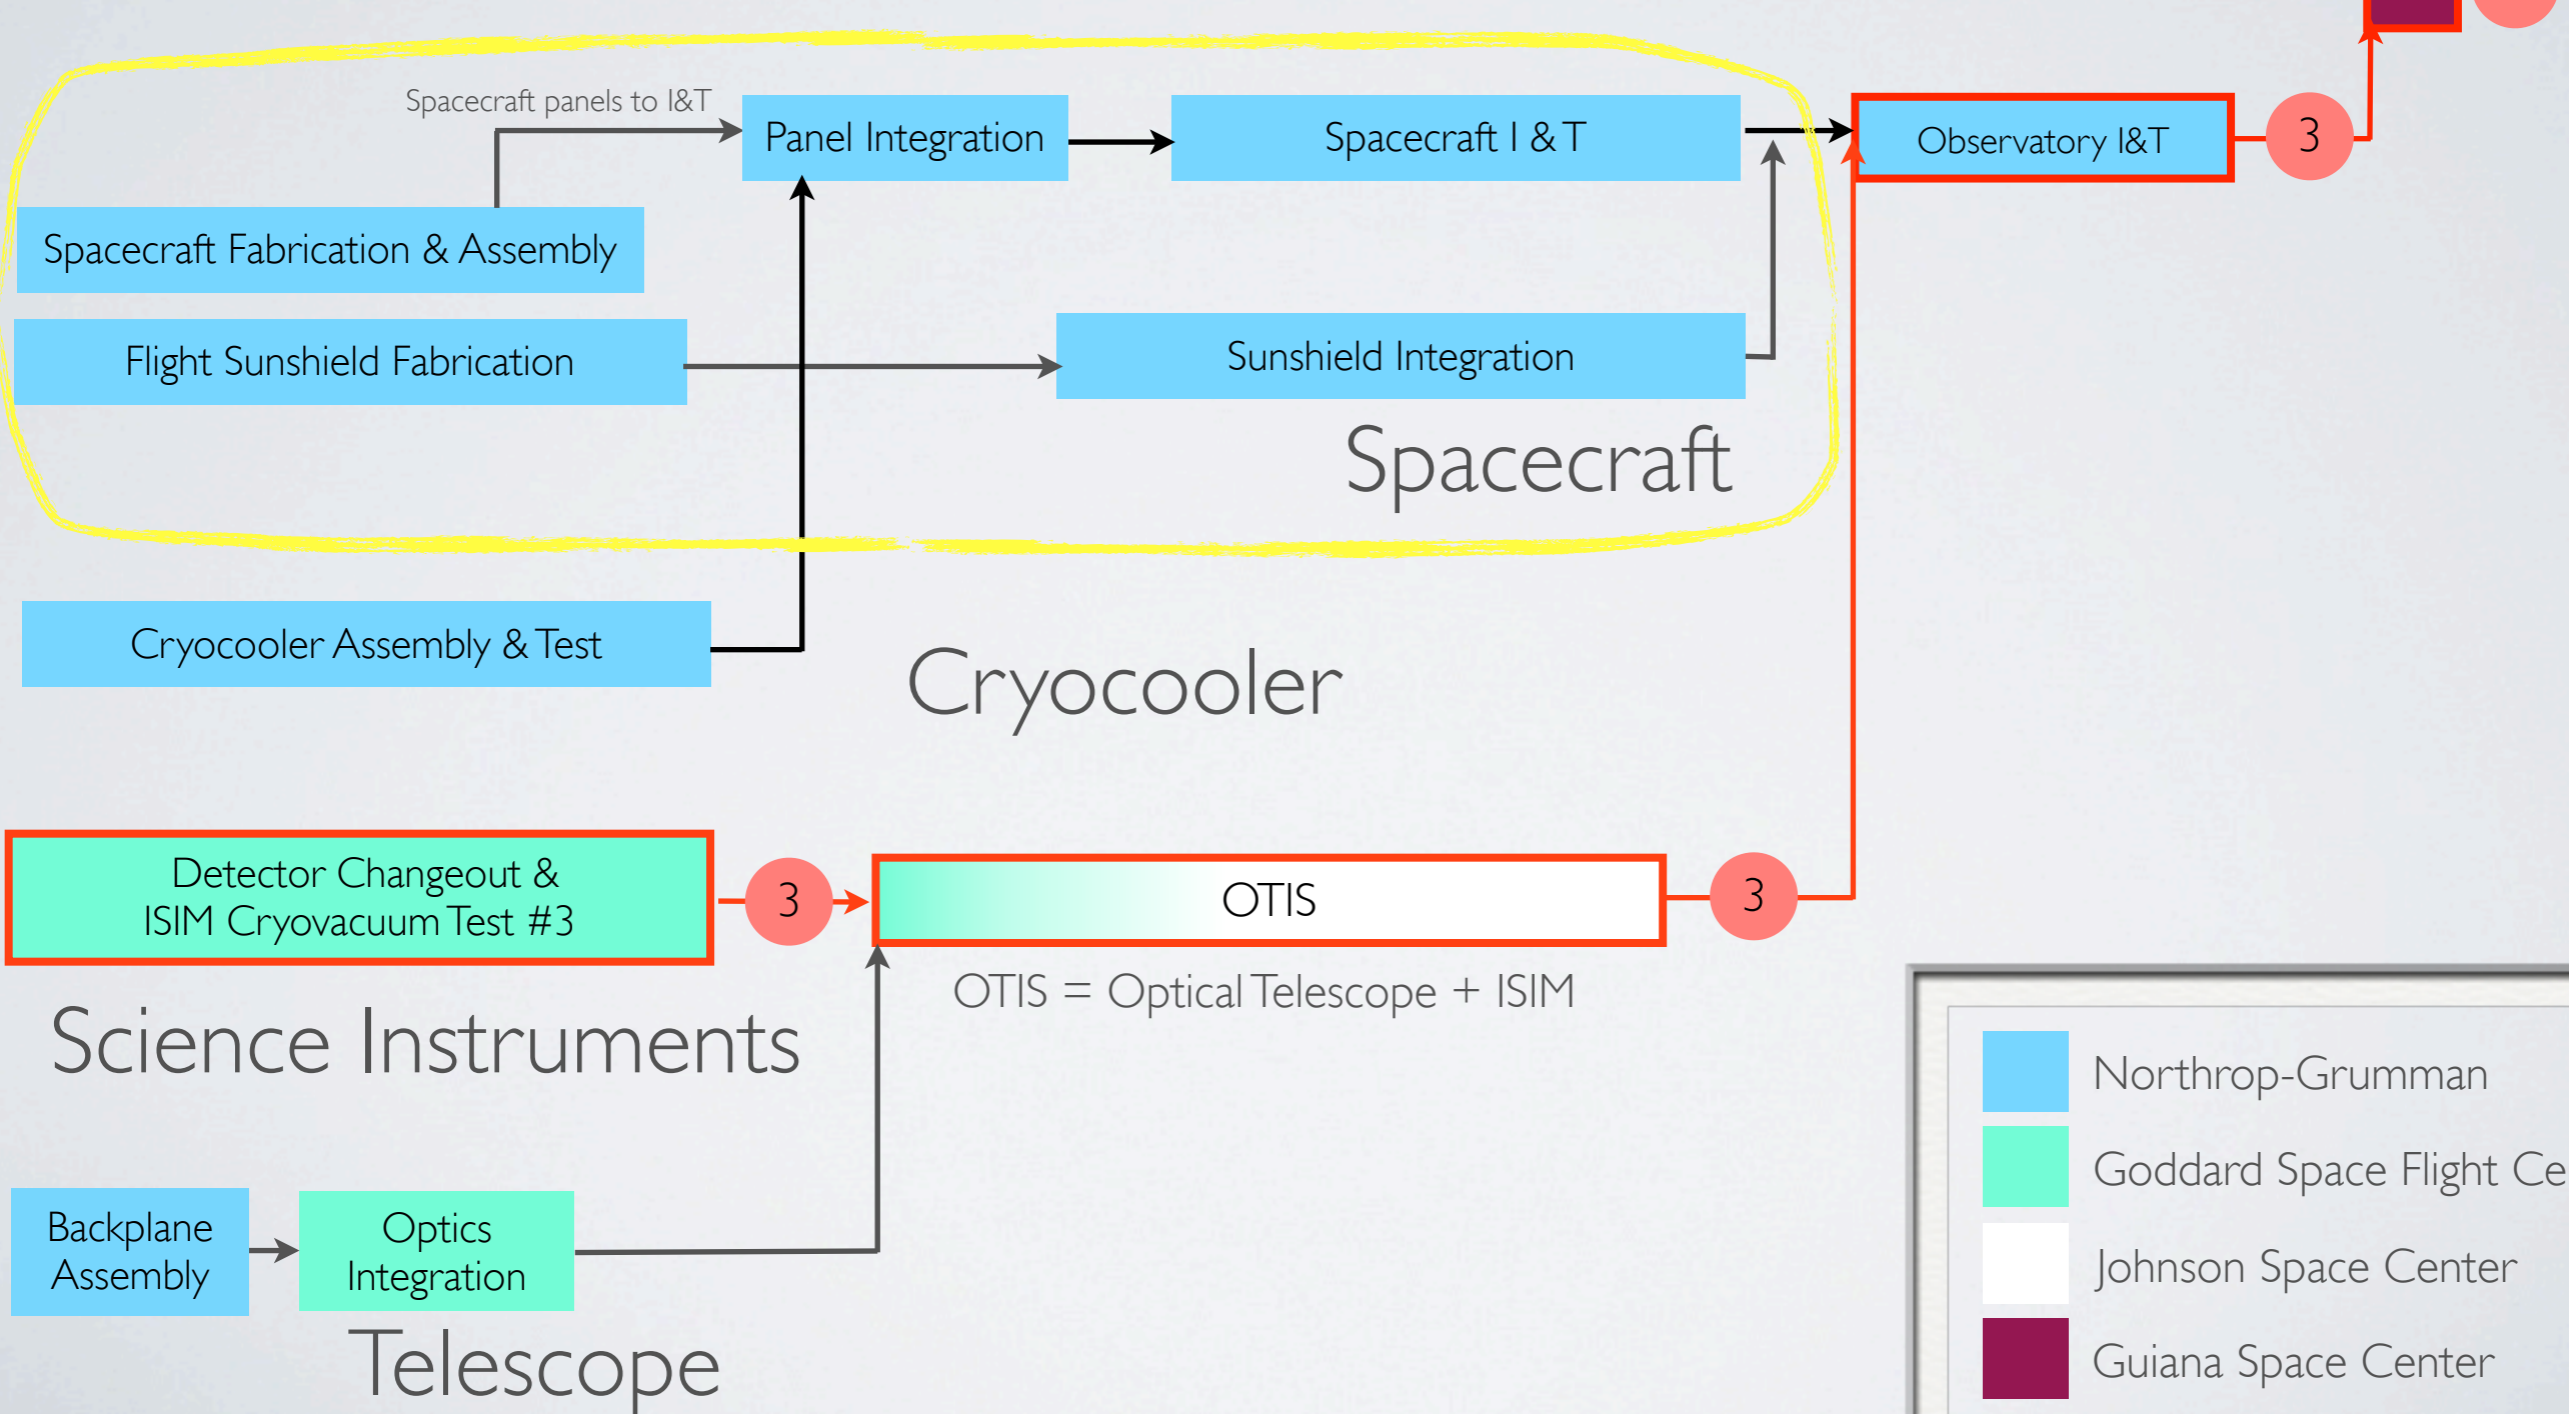 Spacecraft panels to I&T
Panel Integration
Spacecraft I & T
Observatory I&T
3
Spacecraft Fabrication & Assembly
Flight Sunshield Fabrication
Sunshield Integration
Spacecraft
Cryocooler Assembly & Test
Cryocooler
Detector Changeout &
ISIM Cryovacuum Test #3
3
OTIS
3
OTIS = Optical Telescope + ISIM
Science Instruments
Backplane
Assembly
Optics
Integration
Telescope
Northrop-Grumman
Goddard Space Flight Ce
Johnson Space Center
Guiana Space Center